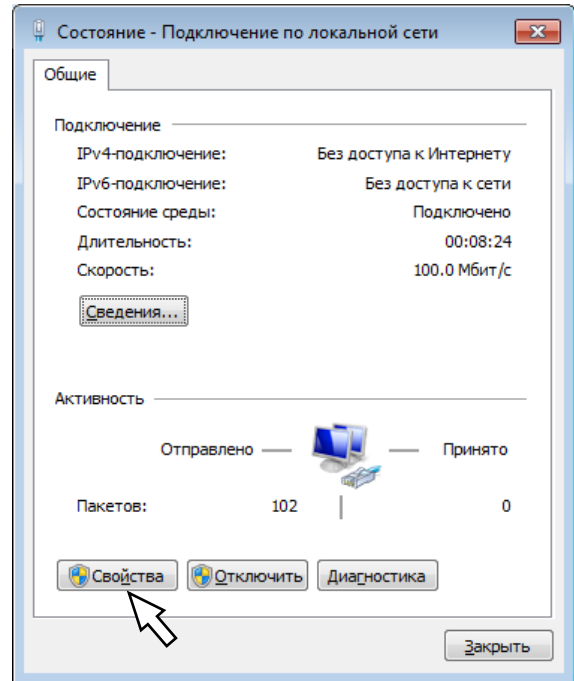 Состояние - Подключение по локальной сети
Общие
Подключение
IPv4-подключение: Без доступа к Интернету
IPv6-подключение: Без доступа к сети
Состояние среды: Подключено
Длительность: 00:08:24
Скорость: 100.0 Мбит/с
Сведения...
Активность
Отправлено — — Принято
Пакетов: 102 0
Свойства Отключить Диагностика
Закрыть